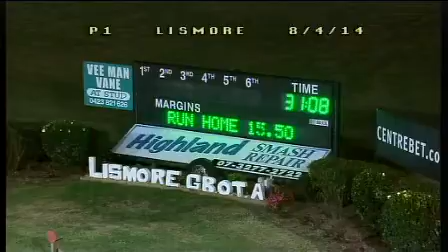 P1 LISMORE 8/4/14
VEE MAN
VANE
AT STUD
0423 821 626
1ST 2ND 3RD 4TH 5TH 6TH
TIME
31:08
MARGINS
RUN HOME 15.50
Highland SMASH
REPAIR
CENTREBET.CO
LISMORE GBOTA